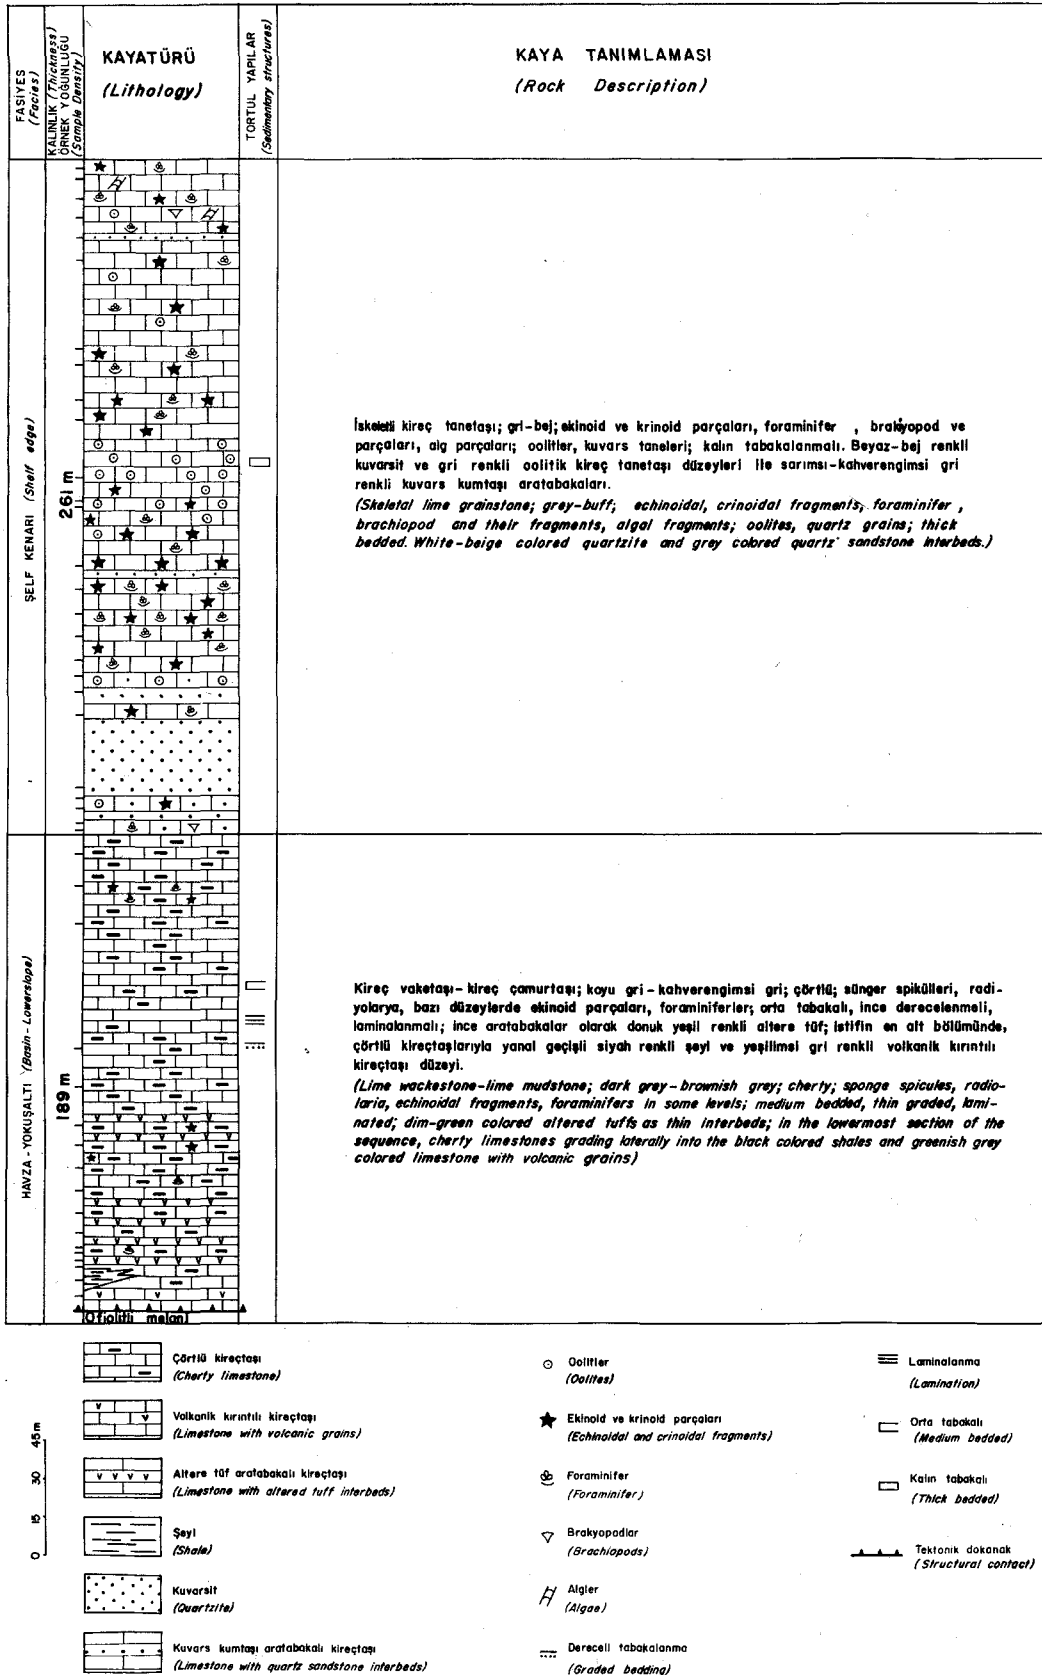 FASİYES
(Facies)
KALINLIK (Thickness)
ÖRNEK YOĞUNLUĞU
(Sample Density)
KAYATÜRÜ
(Lithology)
TORTUL YAPILAR
(Sedimentary structures)
KAYA TANIMLAMASI
(Rock Description)
ŞELF KENARI (Shelf edge)
261 m
İskeletli kireç tanetaşı; gri-bej; ekinoid ve krinoid parçaları, foraminifer , brakiyopod ve
parçaları, alg parçaları; oolitler, kuvars taneleri; kalın tabakalanmalı. Beyaz-bej renkli
kuvarsit ve gri renkli oolitik kireç tanetaşı düzeyleri ile sarımsı-kahverengimsi gri
renkli kuvars kumtaşı aratabakaları.
(Skeletal lime grainstone; grey-buff; echinoidal, crinoidal fragments, foraminifer ,
brachiopod and their fragments, algal fragments; oolites, quartz grains; thick
bedded. White-beige colored quartzite and grey colored quartz sandstone interbeds.)
HAVZA-YOKUŞALTI (Basin-Lowerslope)
189 m
Kireç vaketaşı-kireç çamurtaşı; koyu gri-kahverengimsi gri; çörtlü; sünger spikülleri, radi-
yolarya, bazı düzeylerde ekinoid parçaları, foraminiferler; orta tabakalı, ince derecelenmeli,
laminalanmalı; ince aratabakalar olarak donuk yeşil renkli altere tüf; istifin en alt bölümünde,
çörtlü kireçtaşlarıyla yanal geçişli siyah renkli şeyl ve yeşilimsi gri renkli volkanik kırıntılı
kireçtaşı düzeyi.
(Lime wackestone-lime mudstone; dark grey-brownish grey; cherty; sponge spicules, radio-
laria, echinoidal fragments, foraminifers in some levels; medium bedded, thin graded, lami-
nated; dim-green colored altered tuffs as thin interbeds; in the lowermost section of the
sequence, cherty limestones grading laterally into the black colored shales and greenish grey
colored limestone with volcanic grains)
(Ofiolitli melanj)
45 m
30
15
0
Çörtlü kireçtaşı
(Cherty limestone)
Volkanik kırıntılı kireçtaşı
(Limestone with volcanic grains)
Altere tüf aratabakalı kireçtaşı
(Limestone with altered tuff interbeds)
Şeyl
(Shale)
Kuvarsit
(Quartzite)
Kuvars kumtaşı aratabakalı kireçtaşı
(Limestone with quartz sandstone interbeds)
Oolitler
(Oolites)
Ekinoid ve krinoid parçaları
(Echinoidal and crinoidal fragments)
Foraminifer
(Foraminifer)
Brakyopodlar
(Brachiopods)
Algler
(Algae)
Dereceli tabakalanma
(Graded bedding)
Laminalanma
(Lamination)
Orta tabakalı
(Medium bedded)
Kalın tabakalı
(Thick bedded)
Tektonik dokanak
(Structural contact)